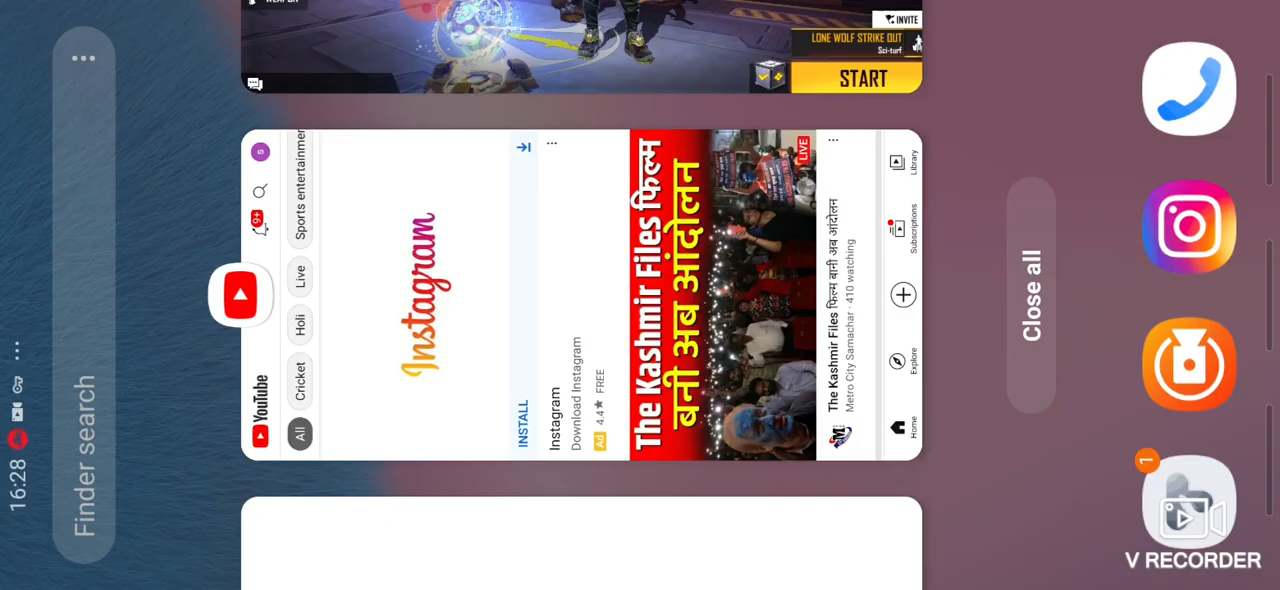 16:28
Finder search
WEAPON
INVITE
LONE WOLF STRIKE OUT
Sci-turf
START
YouTube
9+
s
All
Cricket
Holi
Live
Sports entertainmen
Instagram
INSTALL
Instagram
Download Instagram
Ad 4.4★ FREE
The Kashmir Files फिल्म
बनी अब आंदोलन
LIVE
The Kashmir Files फिल्म बानी अब आंदोलन
Metro City Samachar · 410 watching
Home
Explore
Subscriptions
Library
Close all
1
V RECORDER